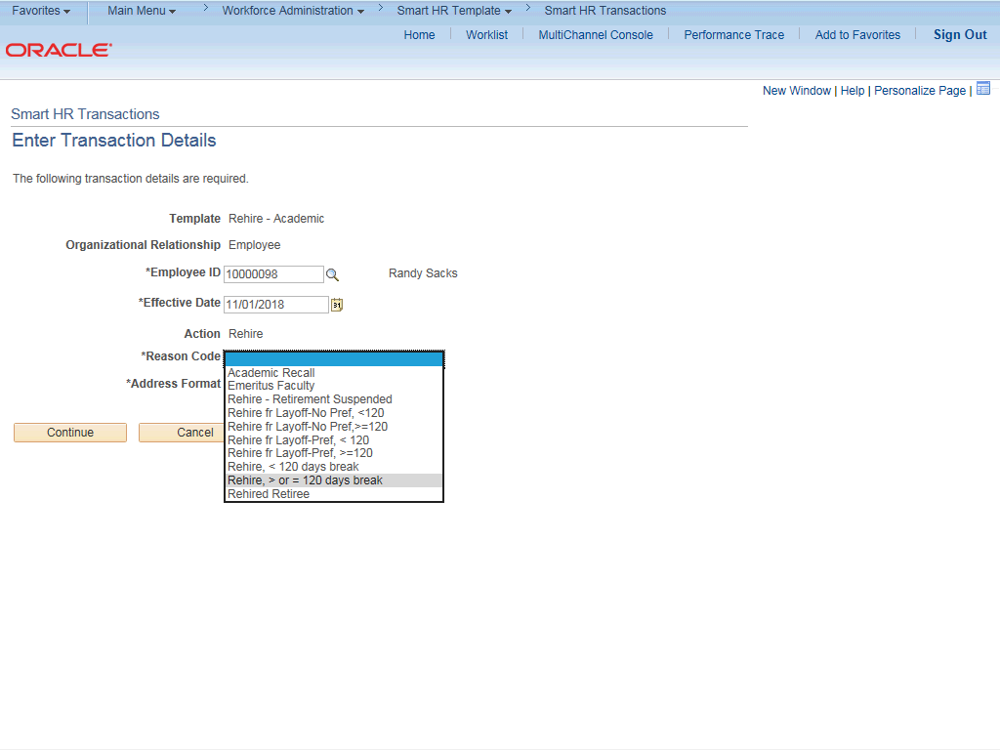 Favorites Main Menu Workforce Administration Smart HR Template Smart HR Transactions
Home Worklist MultiChannel Console Performance Trace Add to Favorites Sign Out
ORACLE
New Window | Help | Personalize Page |
Smart HR Transactions
Enter Transaction Details
The following transaction details are required.
Template Rehire - Academic
Organizational Relationship Employee
*Employee ID 10000098 Randy Sacks
*Effective Date 11/01/2018 31
Action Rehire
*Reason Code
Academic Recall
*Address Format Emeritus Faculty
Rehire - Retirement Suspended
Rehire fr Layoff-No Pref, <120
Rehire fr Layoff-No Pref,>=120
Continue Cancel
Rehire fr Layoff-Pref, < 120
Rehire fr Layoff-Pref, >=120
Rehire, < 120 days break
Rehire, > or = 120 days break
Rehired Retiree